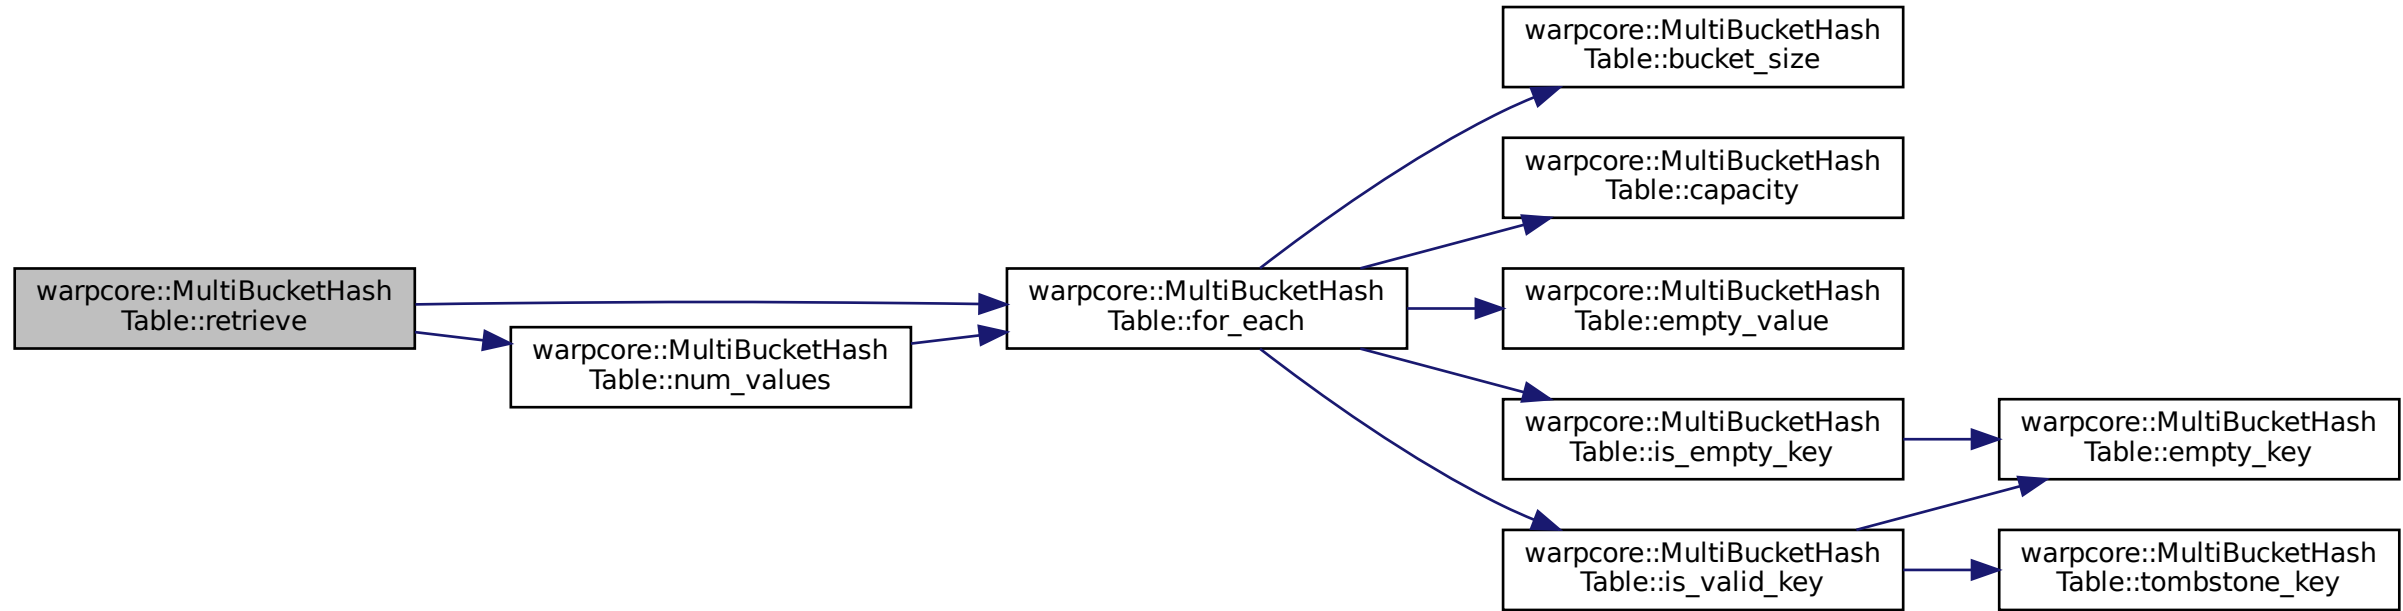 warpcore::MultiBucketHash
Table::retrieve
warpcore::MultiBucketHash
Table::num_values
warpcore::MultiBucketHash
Table::for_each
warpcore::MultiBucketHash
Table::bucket_size
warpcore::MultiBucketHash
Table::capacity
warpcore::MultiBucketHash
Table::empty_value
warpcore::MultiBucketHash
Table::is_empty_key
warpcore::MultiBucketHash
Table::is_valid_key
warpcore::MultiBucketHash
Table::empty_key
warpcore::MultiBucketHash
Table::tombstone_key